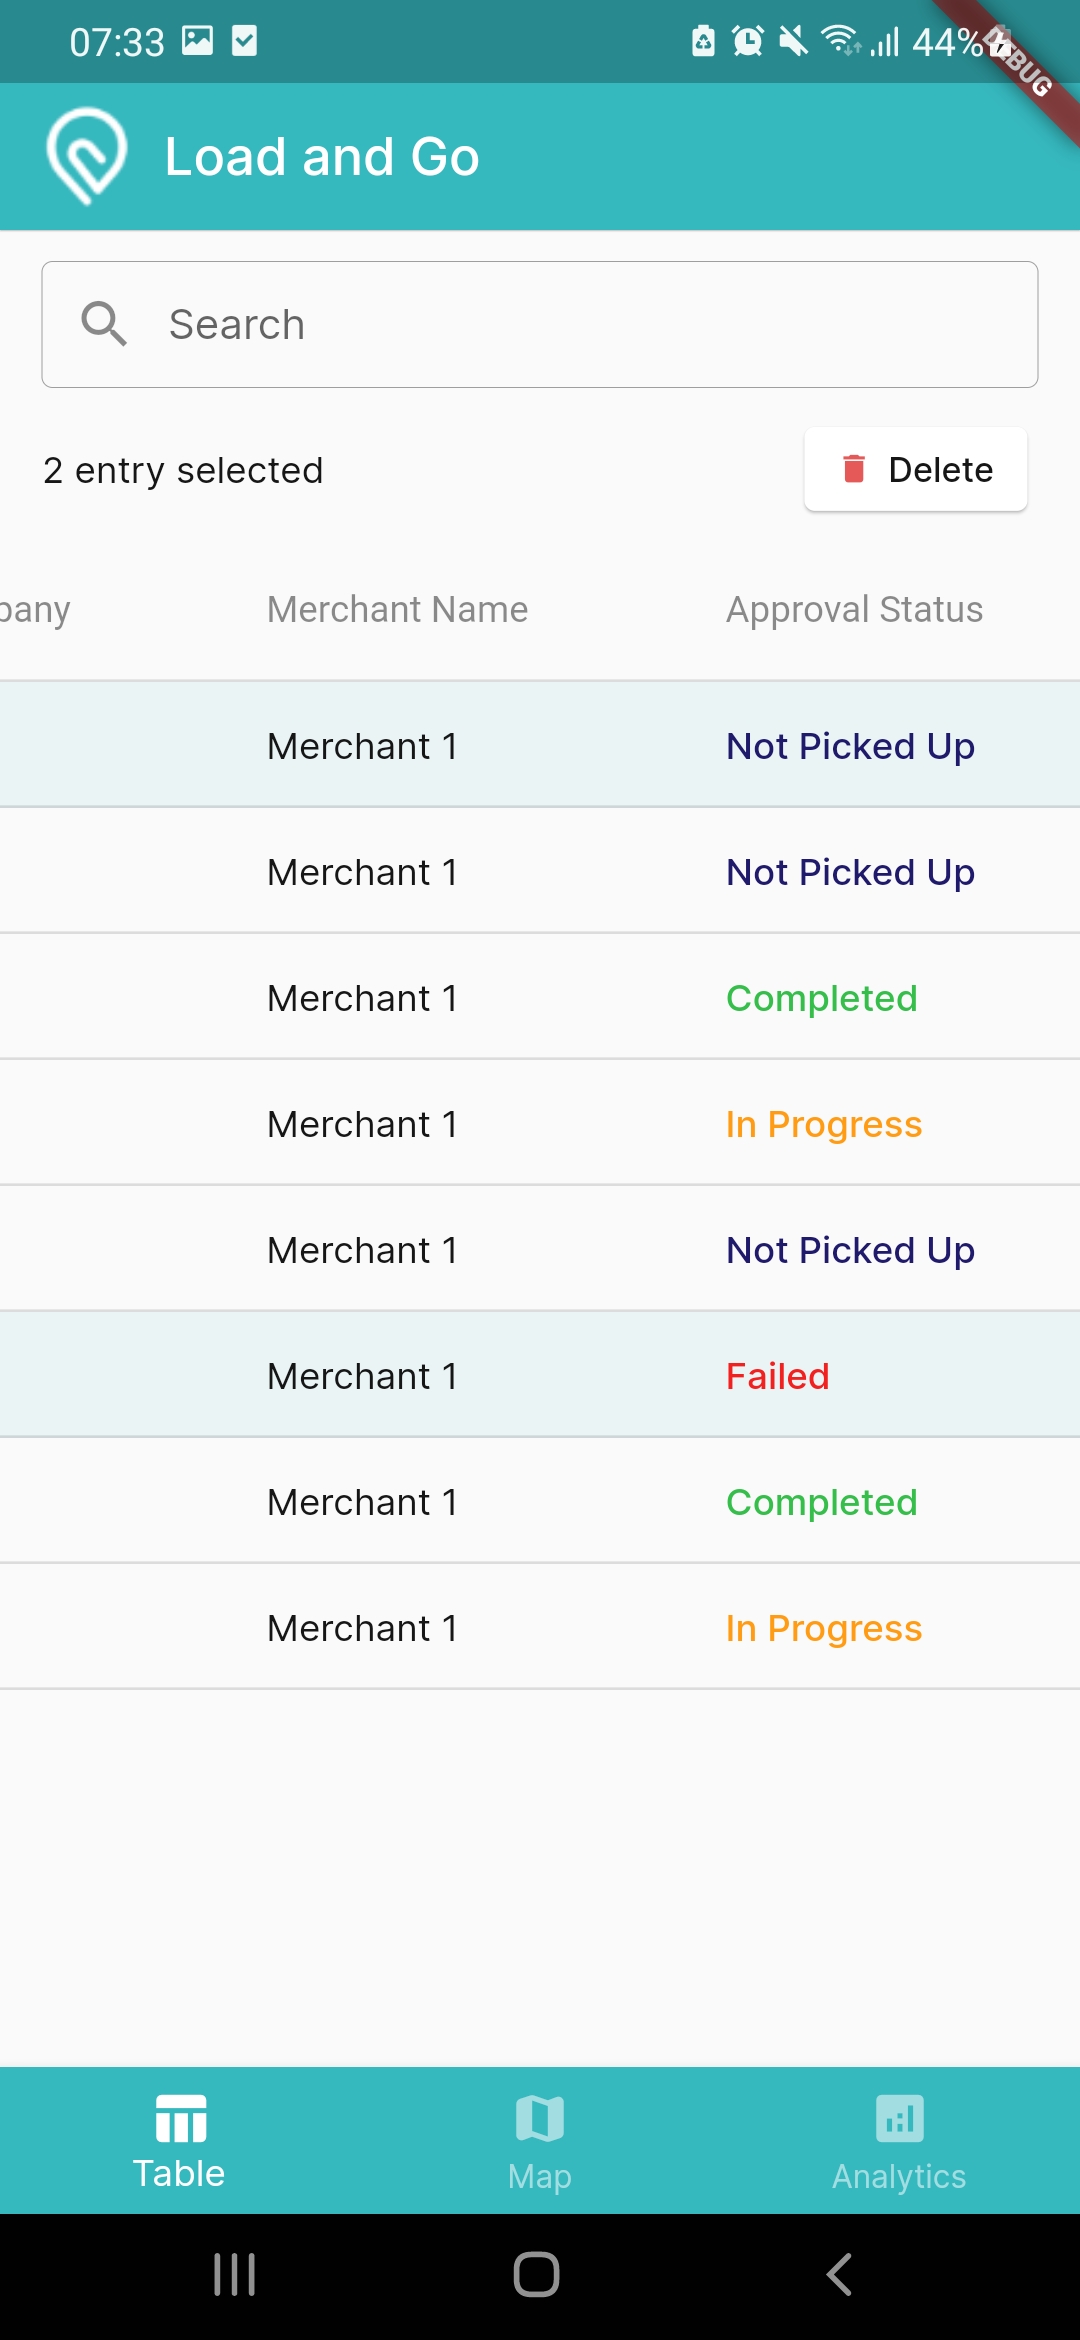 07:33 44%
DEBUG
Load and Go
Search
2 entry selected Delete
pany Merchant Name Approval Status
Merchant 1 Not Picked Up
Merchant 1 Not Picked Up
Merchant 1 Completed
Merchant 1 In Progress
Merchant 1 Not Picked Up
Merchant 1 Failed
Merchant 1 Completed
Merchant 1 In Progress
Table Map Analytics